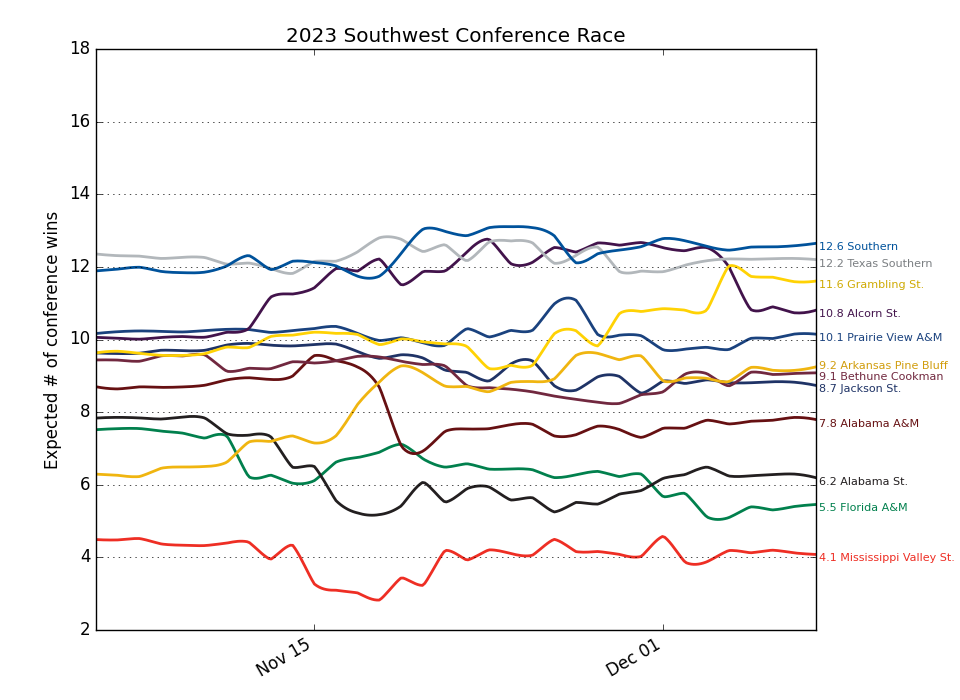 2023 Southwest Conference Race
Expected # of conference wins
18
16
14
12
10
8
6
4
2
Nov 15
Dec 01
12.6 Southern
12.2 Texas Southern
11.6 Grambling St.
10.8 Alcorn St.
10.1 Prairie View A&M
9.2 Arkansas Pine Bluff
9.1 Bethune Cookman
8.7 Jackson St.
7.8 Alabama A&M
6.2 Alabama St.
5.5 Florida A&M
4.1 Mississippi Valley St.